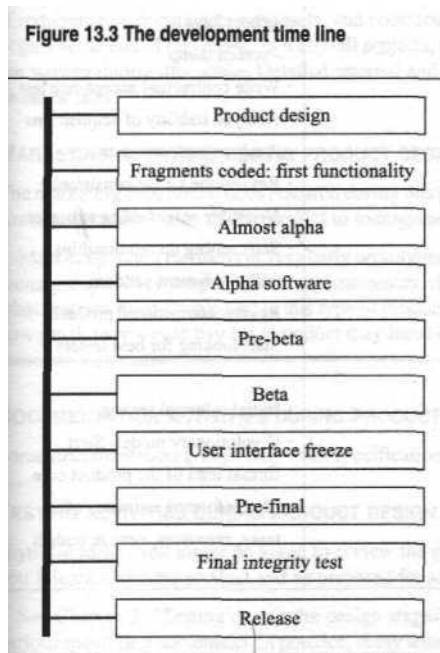 Figure 13.3 The development time line
Product design
Fragments coded: first functionality
Almost alpha
Alpha software
Pre-beta
Beta
User interface freeze
Pre-final
Final integrity test
Release